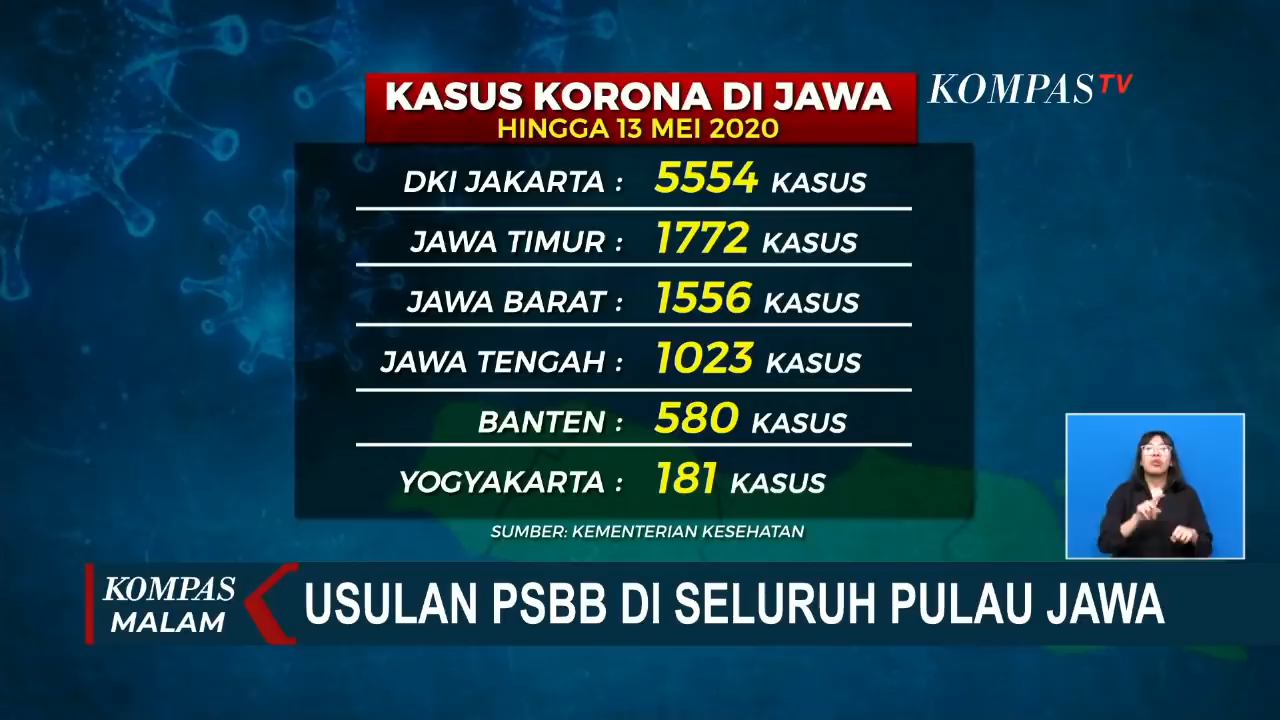 KASUS KORONA DI JAWA
HINGGA 13 MEI 2020
KOMPASTV
DKI JAKARTA : 5554 KASUS
JAWA TIMUR : 1772 KASUS
JAWA BARAT : 1556 KASUS
JAWA TENGAH : 1023 KASUS
BANTEN : 580 KASUS
YOGYAKARTA : 181 KASUS
SUMBER: KEMENTERIAN KESEHATAN
KOMPAS
MALAM
USULAN PSBB DI SELURUH PULAU JAWA